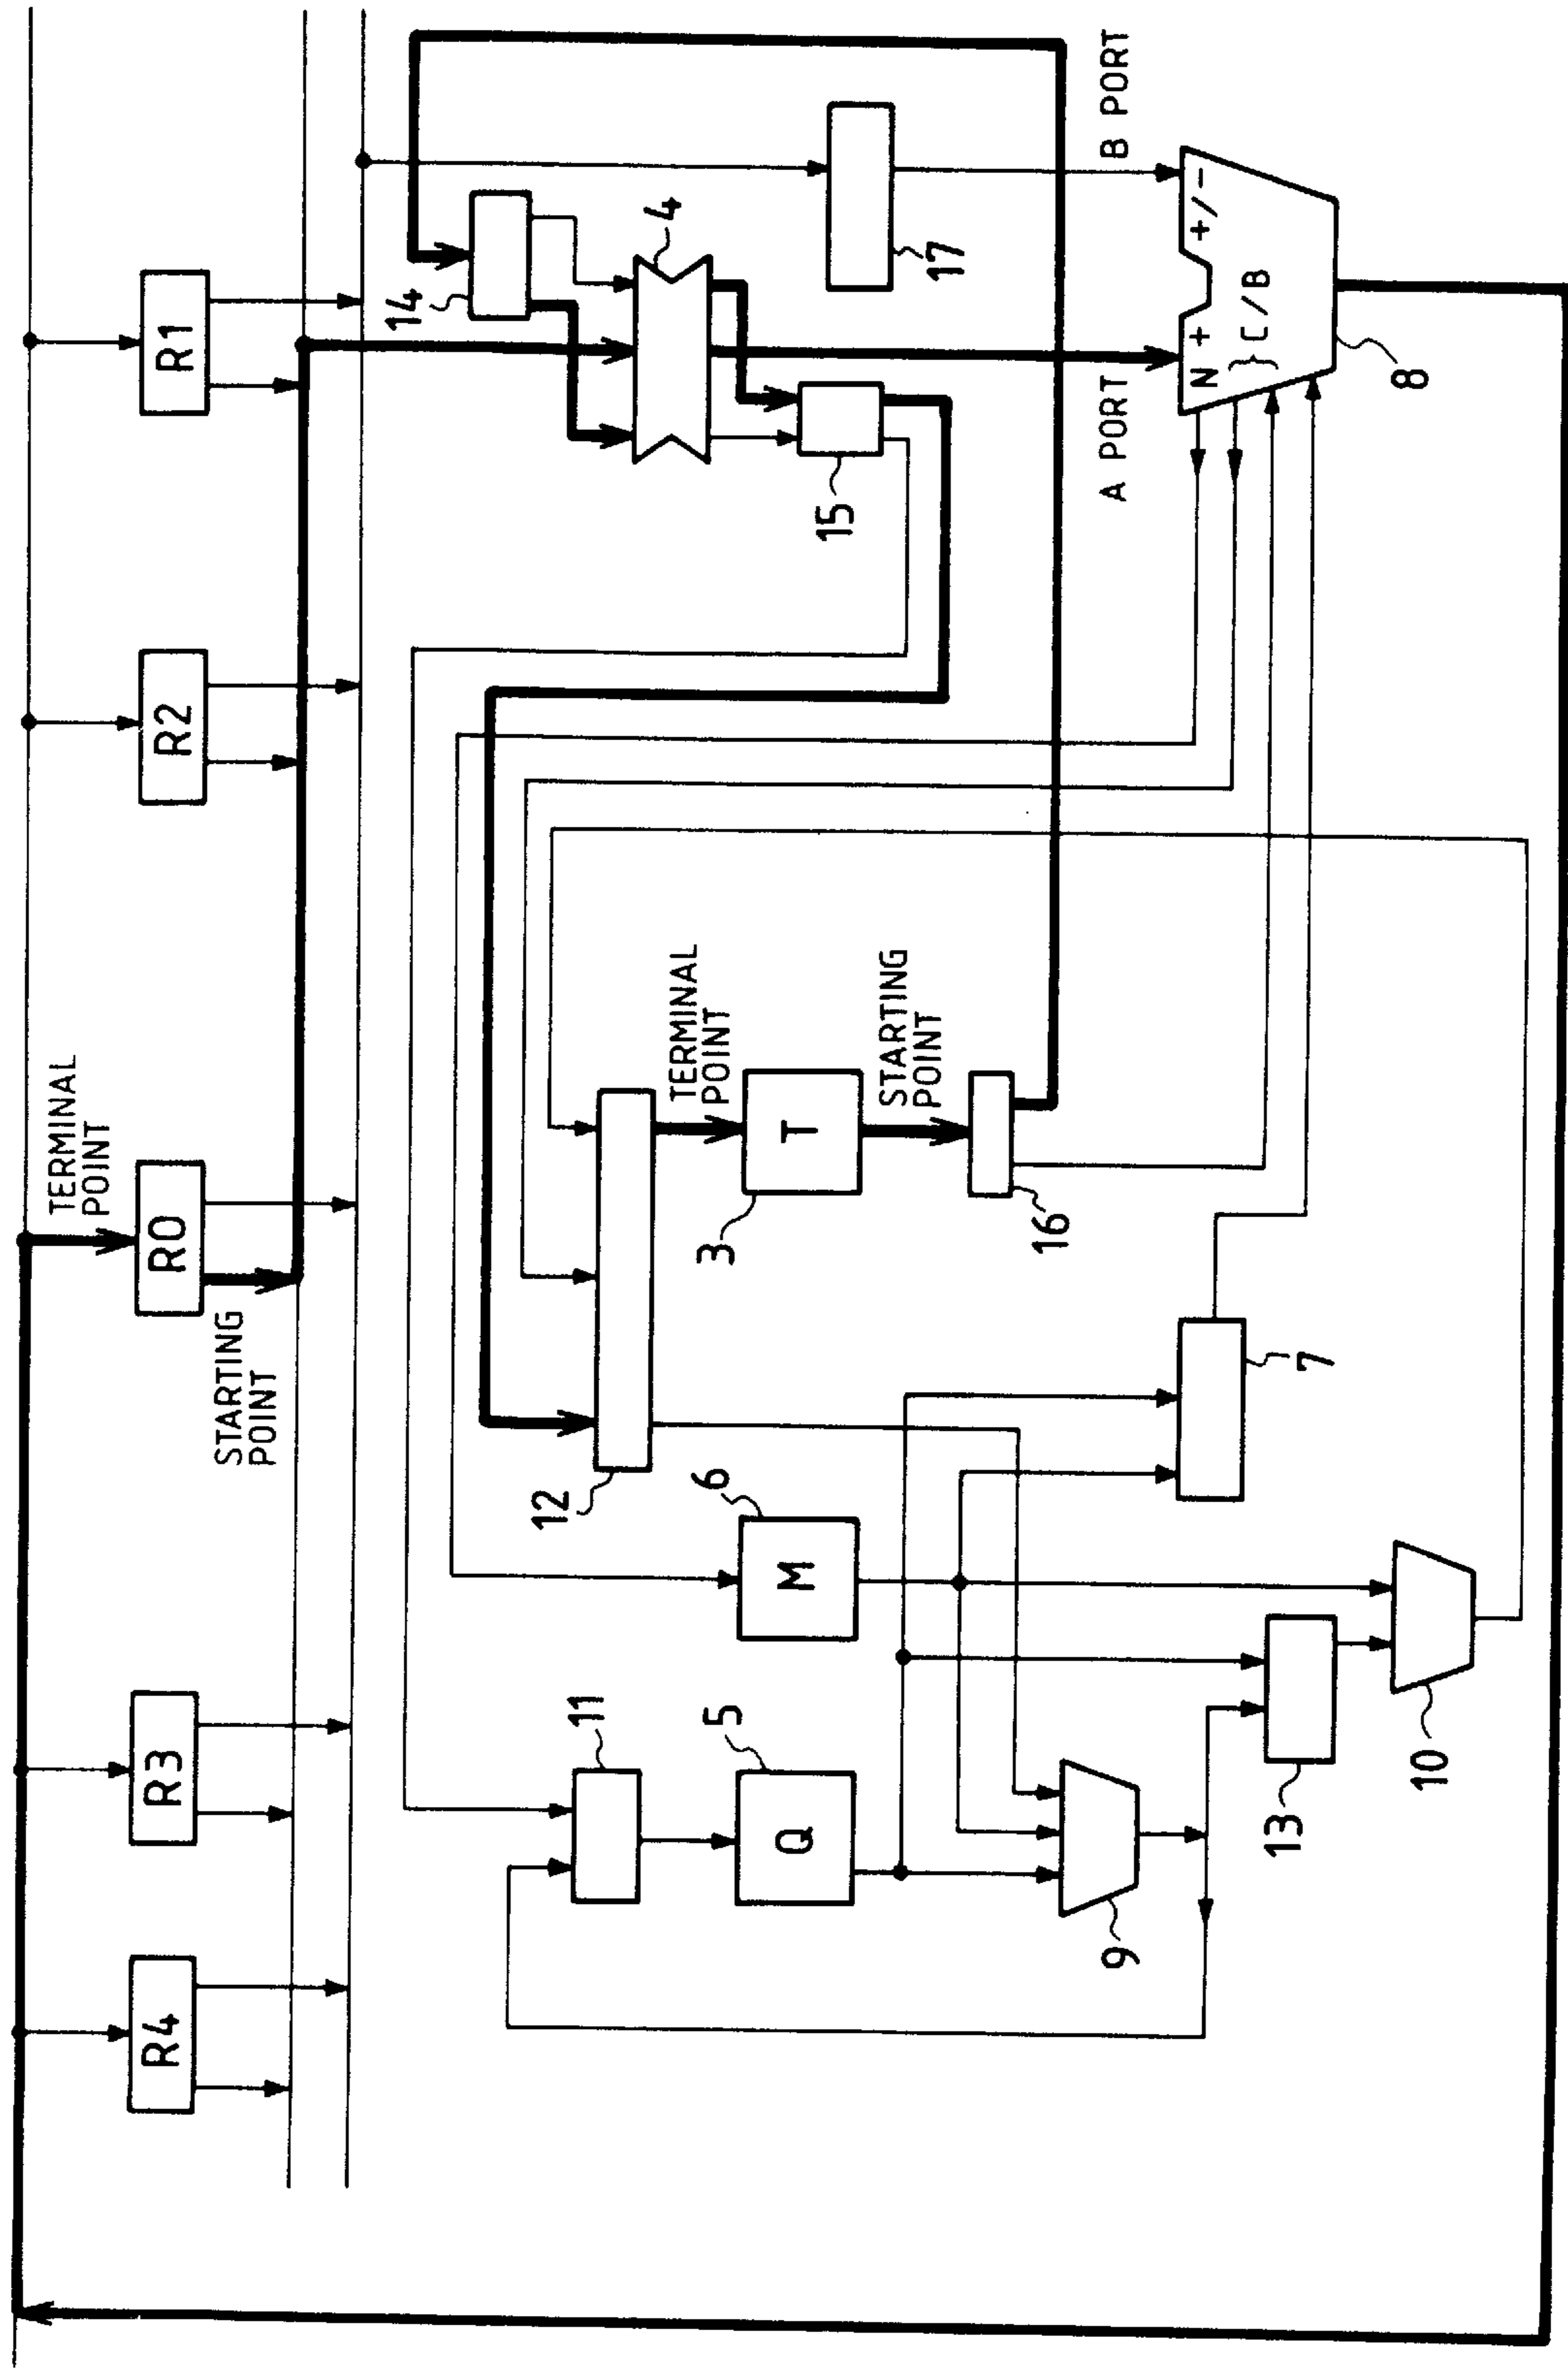 R4
R3
R0
R2
R1
TERMINAL
POINT
STARTING
POINT
14
4
17
15
A PORT
B PORT
N + +/-
} C/B
8
12
TERMINAL
POINT
3
T
STARTING
POINT
16
7
6
M
11
5
Q
9
13
10